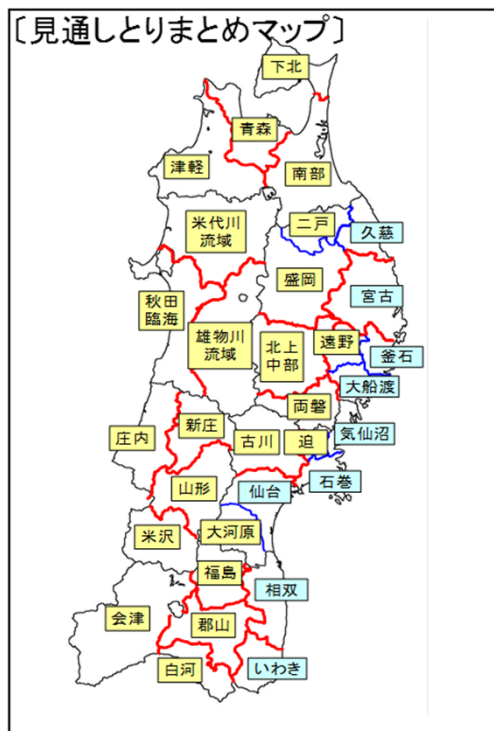 〔見通しとりまとめマップ〕
下北
青森
津軽
南部
米代川
流域
二戸
久慈
盛岡
宮古
秋田
臨海
雄物川
流域
北上
中部
遠野
釜石
大船渡
両磐
新庄
庄内
古川
迫
気仙沼
山形
仙台
石巻
米沢
大河原
福島
相双
会津
郡山
白河
いわき